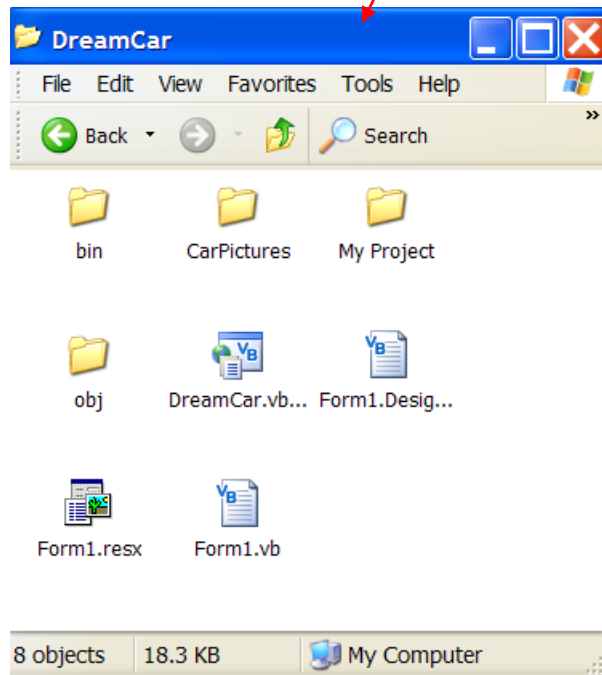 DreamCar
File Edit View Favorites Tools Help
Back Search »
bin CarPictures My Project
obj DreamCar.vb... Form1.Desig...
Form1.resx Form1.vb
8 objects 18.3 KB My Computer